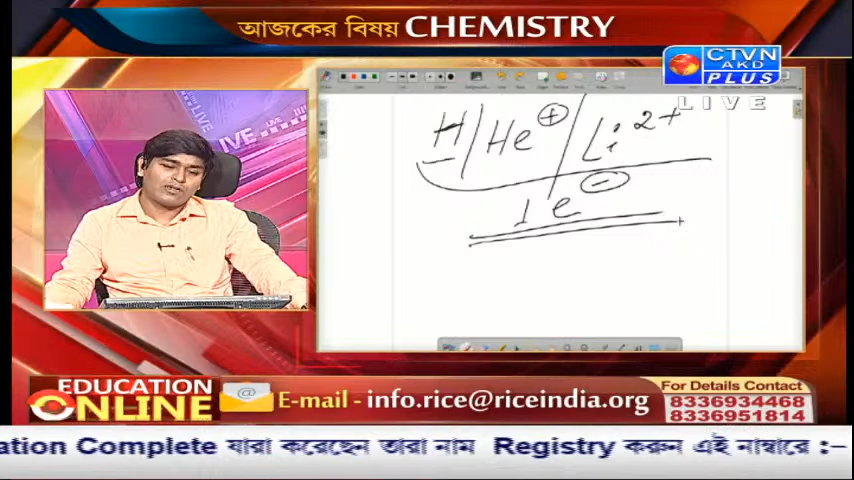 আজকের বিষয় CHEMISTRY
CTVN
AKD
PLUS
LIVE
H / He⁺ / Li²⁺
1e⁻
EDUCATION
ONLINE
E-mail - info.rice@riceindia.org
For Details Contact
8336934468
8336951814
ation Complete যারা করেছেন তারা নাম Registry করুন এই নাম্বারে :-